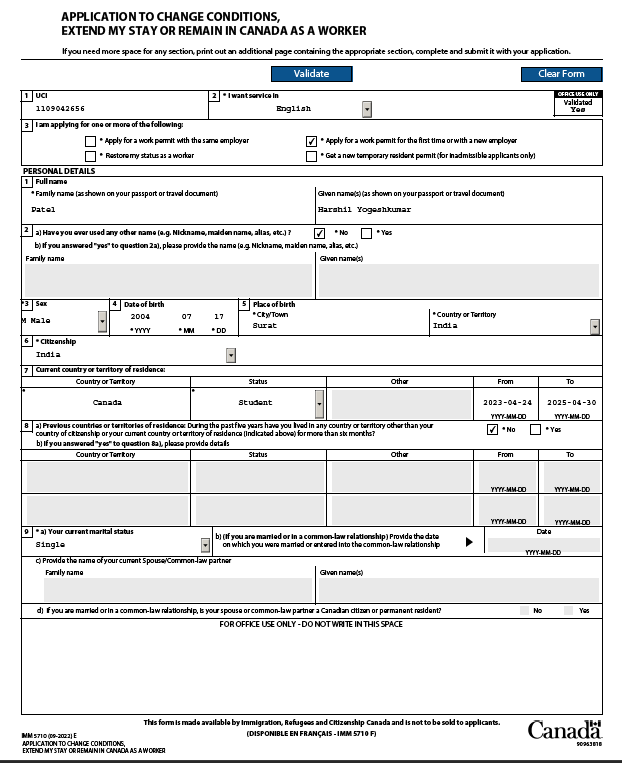 APPLICATION TO CHANGE CONDITIONS,
EXTEND MY STAY OR REMAIN IN CANADA AS A WORKER
If you need more space for any section, print out an additional page containing the appropriate section, complete and submit it with your application.
Validate
Clear Form
1 UCI
1109042656
2 * I want service in
English
OFFICE USE ONLY
Validated
Yes
3 I am applying for one or more of the following:
* Apply for a work permit with the same employer
* Apply for a work permit for the first time or with a new employer
* Restore my status as a worker
* Get a new temporary resident permit (for inadmissible applicants only)
PERSONAL DETAILS
1 Full name
* Family name (as shown on your passport or travel document)
Given name(s) (as shown on your passport or travel document)
Patel
Harshil Yogeshkumar
2 a) Have you ever used any other name (e.g. Nickname, maiden name, alias, etc.) ? * No * Yes
b) If you answered "yes" to question 2a), please provide the name (e.g. Nickname, maiden name, alias, etc.)
Family name
Given name(s)
*3 Sex
M Male
4 Date of birth
2004 07 17
* YYYY * MM * DD
5 Place of birth
* City/Town
Surat
* Country or Territory
India
6 * Citizenship
India
7 Current country or territory of residence:
Country or Territory Status Other From To
* Canada * Student 2023-04-24 2025-04-30
YYYY-MM-DD YYYY-MM-DD
8 a) Previous countries or territories of residence: During the past five years have you lived in any country or territory other than your
country of citizenship or your current country or territory of residence (indicated above) for more than six months?
* No * Yes
b) If you answered "yes" to question 8a), please provide details
Country or Territory Status Other From To
YYYY-MM-DD YYYY-MM-DD
YYYY-MM-DD YYYY-MM-DD
9 * a) Your current marital status
Single
b) (If you are married or in a common-law relationship) Provide the date
on which you were married or entered into the common-law relationship
Date
YYYY-MM-DD
c) Provide the name of your current Spouse/Common-law partner
Family name
Given name(s)
d) If you are married or in a common-law relationship, is your spouse or common-law partner a Canadian citizen or permanent resident? No Yes
FOR OFFICE USE ONLY - DO NOT WRITE IN THIS SPACE
This form is made available by Immigration, Refugees and Citizenship Canada and is not to be sold to applicants.
(DISPONIBLE EN FRANÇAIS - IMM 5710 F)
IMM 5710 (09-2022) E
APPLICATION TO CHANGE CONDITIONS,
EXTEND MY STAY OR REMAIN IN CANADA AS A WORKER
Canada
90963818